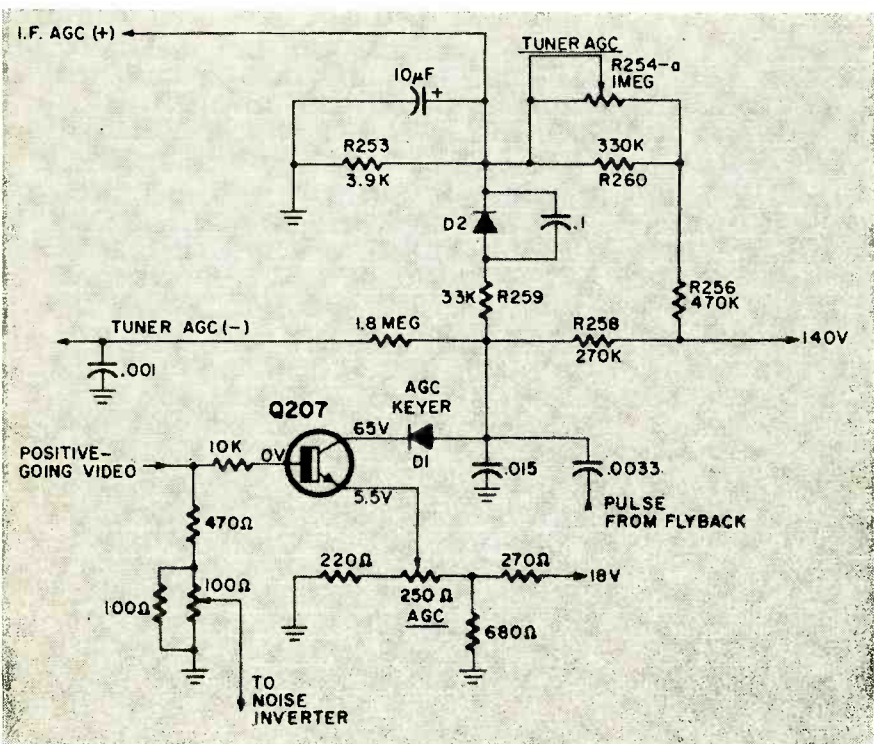 I.F. AGC (+)
TUNER AGC
R254-a
1MEG
10µF
+
R253
3.9K
330K
R260
D2
.1
33K
R259
R256
470K
TUNER AGC (-)
1.8 MEG
R258
270K
140V
.001
Q207
AGC
KEYER
65V
D1
POSITIVE-
GOING VIDEO
10K
0V
5.5V
.015
.0033
PULSE
FROM FLYBACK
470Ω
220Ω
270Ω
18V
100Ω
100Ω
250 Ω
AGC
680Ω
TO
NOISE
INVERTER